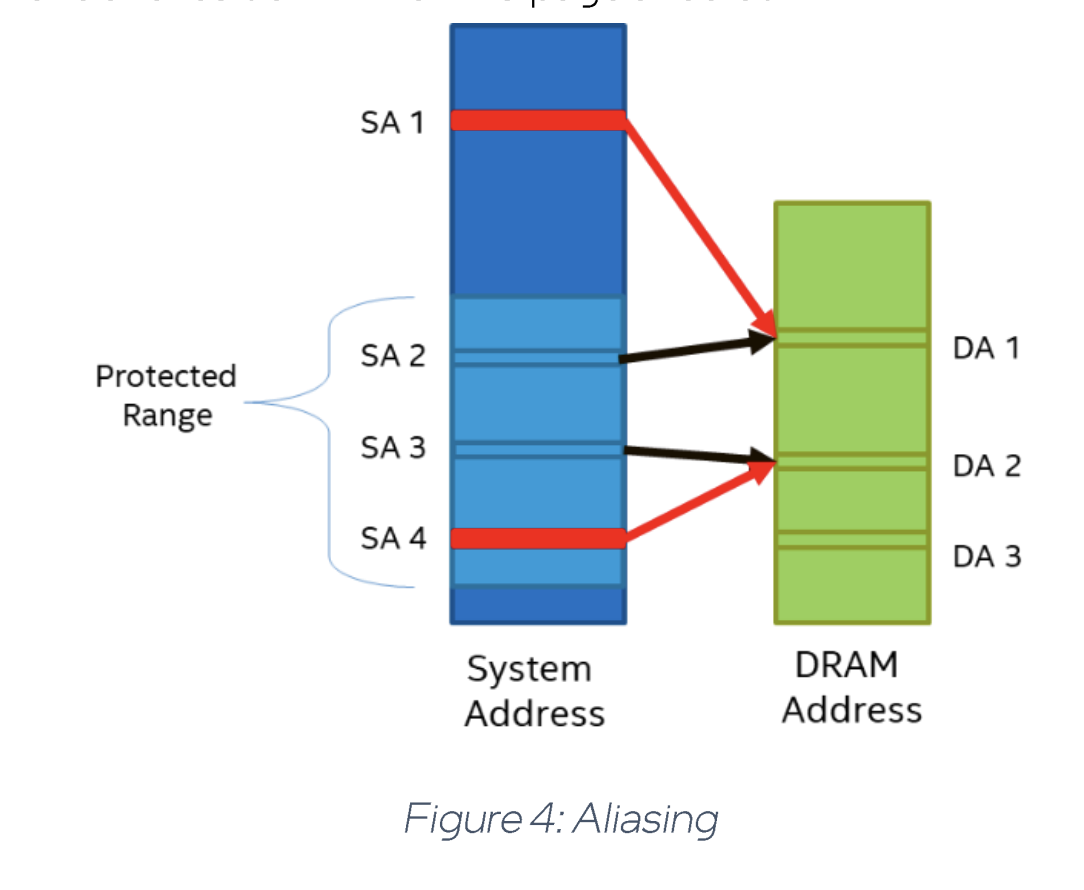 SA 1
SA 2
DA 1
Protected
Range
SA 3
DA 2
SA 4
DA 3
System
Address
DRAM
Address
Figure 4: Aliasing